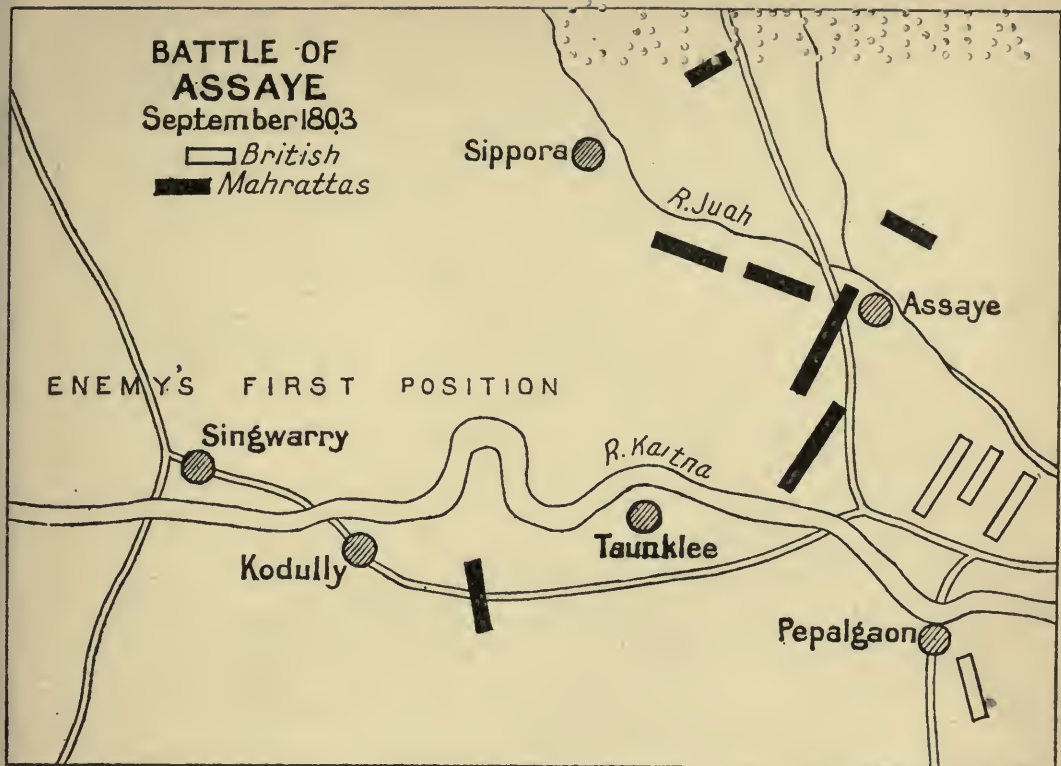 BATTLE OF
ASSAYE
September 1803
British
Mahrattas
Sippora
R. Juah
Assaye
ENEMY'S FIRST POSITION
Singwarry
R. Kaitna
Kodully
Taunklee
Pepalgaon